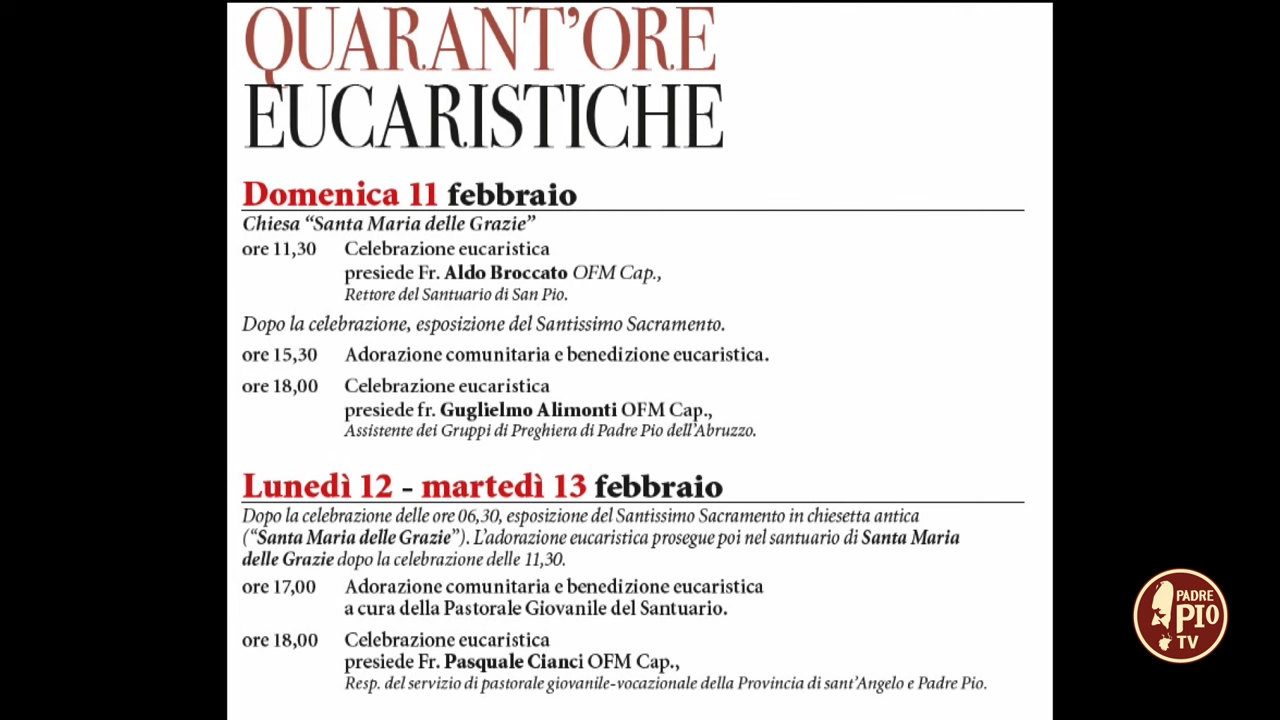 QUARANT'ORE
EUCARISTICHE
Domenica 11 febbraio
Chiesa “Santa Maria delle Grazie”
ore 11,30 Celebrazione eucaristica
presiede Fr. Aldo Broccato OFM Cap.,
Rettore del Santuario di San Pio.
Dopo la celebrazione, esposizione del Santissimo Sacramento.
ore 15,30 Adorazione comunitaria e benedizione eucaristica.
ore 18,00 Celebrazione eucaristica
presiede fr. Guglielmo Alimonti OFM Cap.,
Assistente dei Gruppi di Preghiera di Padre Pio dell'Abruzzo.
Lunedì 12 - martedì 13 febbraio
Dopo la celebrazione delle ore 06,30, esposizione del Santissimo Sacramento in chiesetta antica
(“Santa Maria delle Grazie”). L'adorazione eucaristica prosegue poi nel santuario di Santa Maria
delle Grazie dopo la celebrazione delle 11,30.
ore 17,00 Adorazione comunitaria e benedizione eucaristica
a cura della Pastorale Giovanile del Santuario.
ore 18,00 Celebrazione eucaristica
presiede Fr. Pasquale Cianci OFM Cap.,
Resp. del servizio di pastorale giovanile-vocazionale della Provincia di sant'Angelo e Padre Pio.
PADRE
PIO
TV